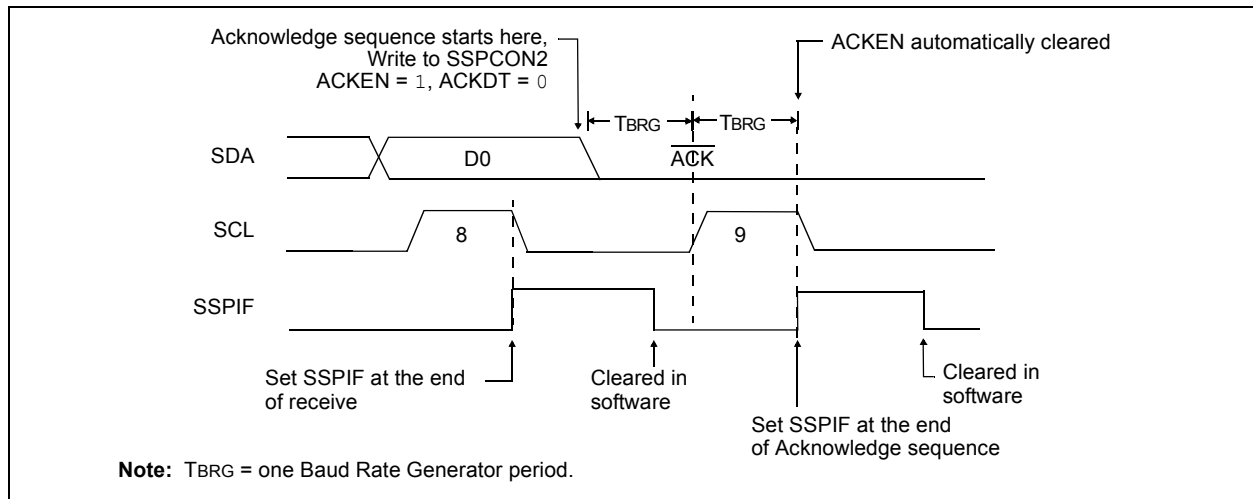 Acknowledge sequence starts here,
Write to SSPCON2
ACKEN = 1, ACKDT = 0
ACKEN automatically cleared
TBRG
TBRG
SDA
D0
ACK
SCL
8
9
SSPIF
Set SSPIF at the end
of receive
Cleared in
software
Set SSPIF at the end
of Acknowledge sequence
Cleared in
software
Note: TBRG = one Baud Rate Generator period.